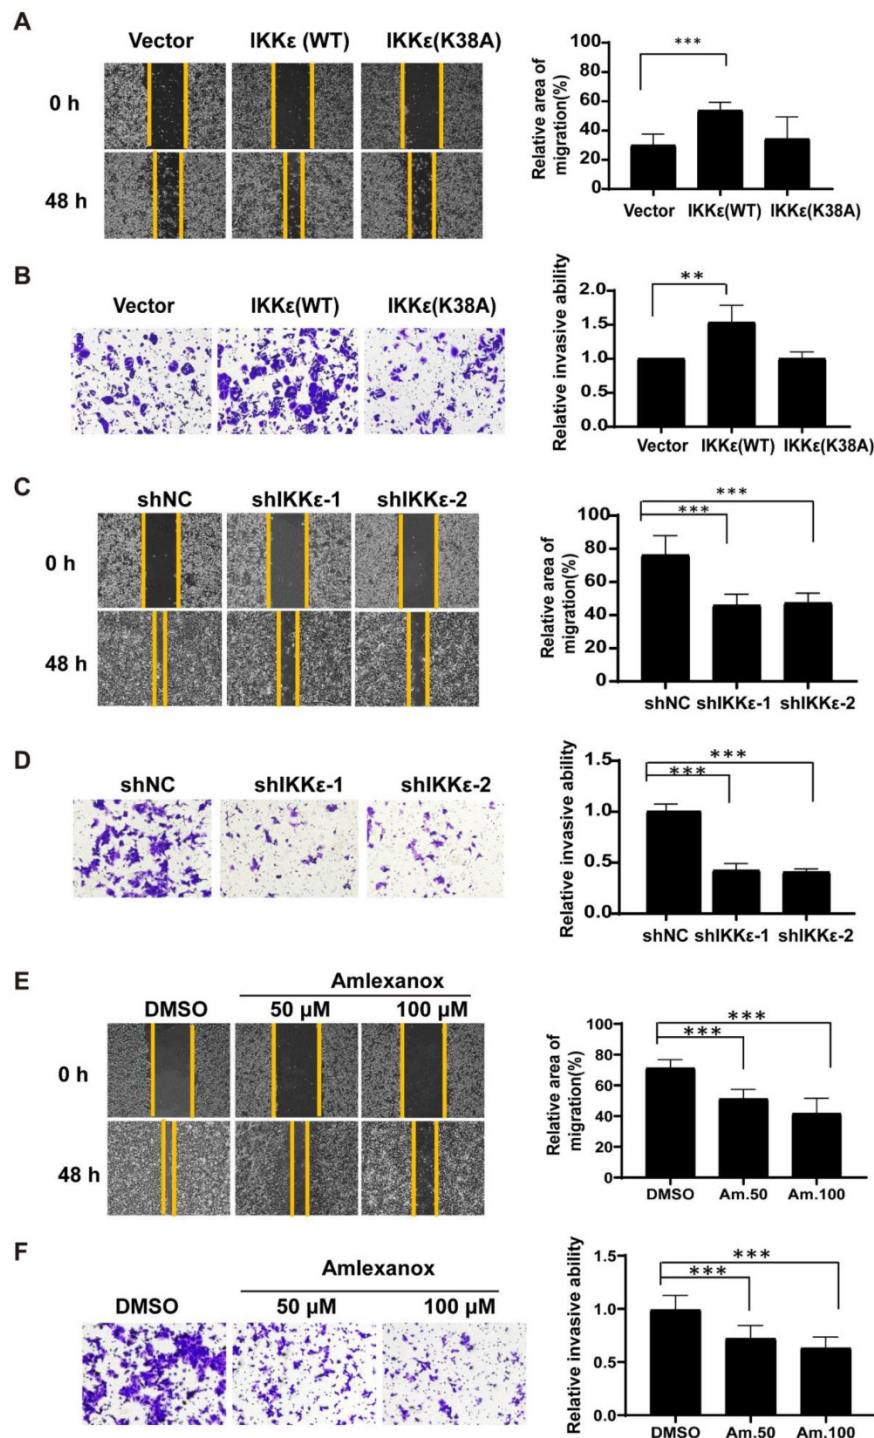 A
Vector IKKε (WT) IKKε(K38A)
0 h
48 h
Relative area of
migration(%)
100
80
60
40
20
0
***
Vector IKKε(WT) IKKε(K38A)
B
Vector IKKε(WT) IKKε(K38A)
Relative invasive ability
2.0
1.5
1.0
0.5
0.0
**
Vector IKKε(WT) IKKε(K38A)
C
shNC shIKKε-1 shIKKε-2
0 h
48 h
Relative area of
migration(%)
100
80
60
40
20
0
***
***
shNC shIKKε-1 shIKKε-2
D
shNC shIKKε-1 shIKKε-2
Relative invasive ability
1.5
1.0
0.5
0.0
***
***
shNC shIKKε-1 shIKKε-2
E
Amlexanox
DMSO 50 μM 100 μM
0 h
48 h
Relative area of
migration(%)
100
80
60
40
20
0
***
***
DMSO Am.50 Am.100
F
Amlexanox
DMSO 50 μM 100 μM
Relative invasive ability
1.5
1.0
0.5
0.0
***
***
DMSO Am.50 Am.100